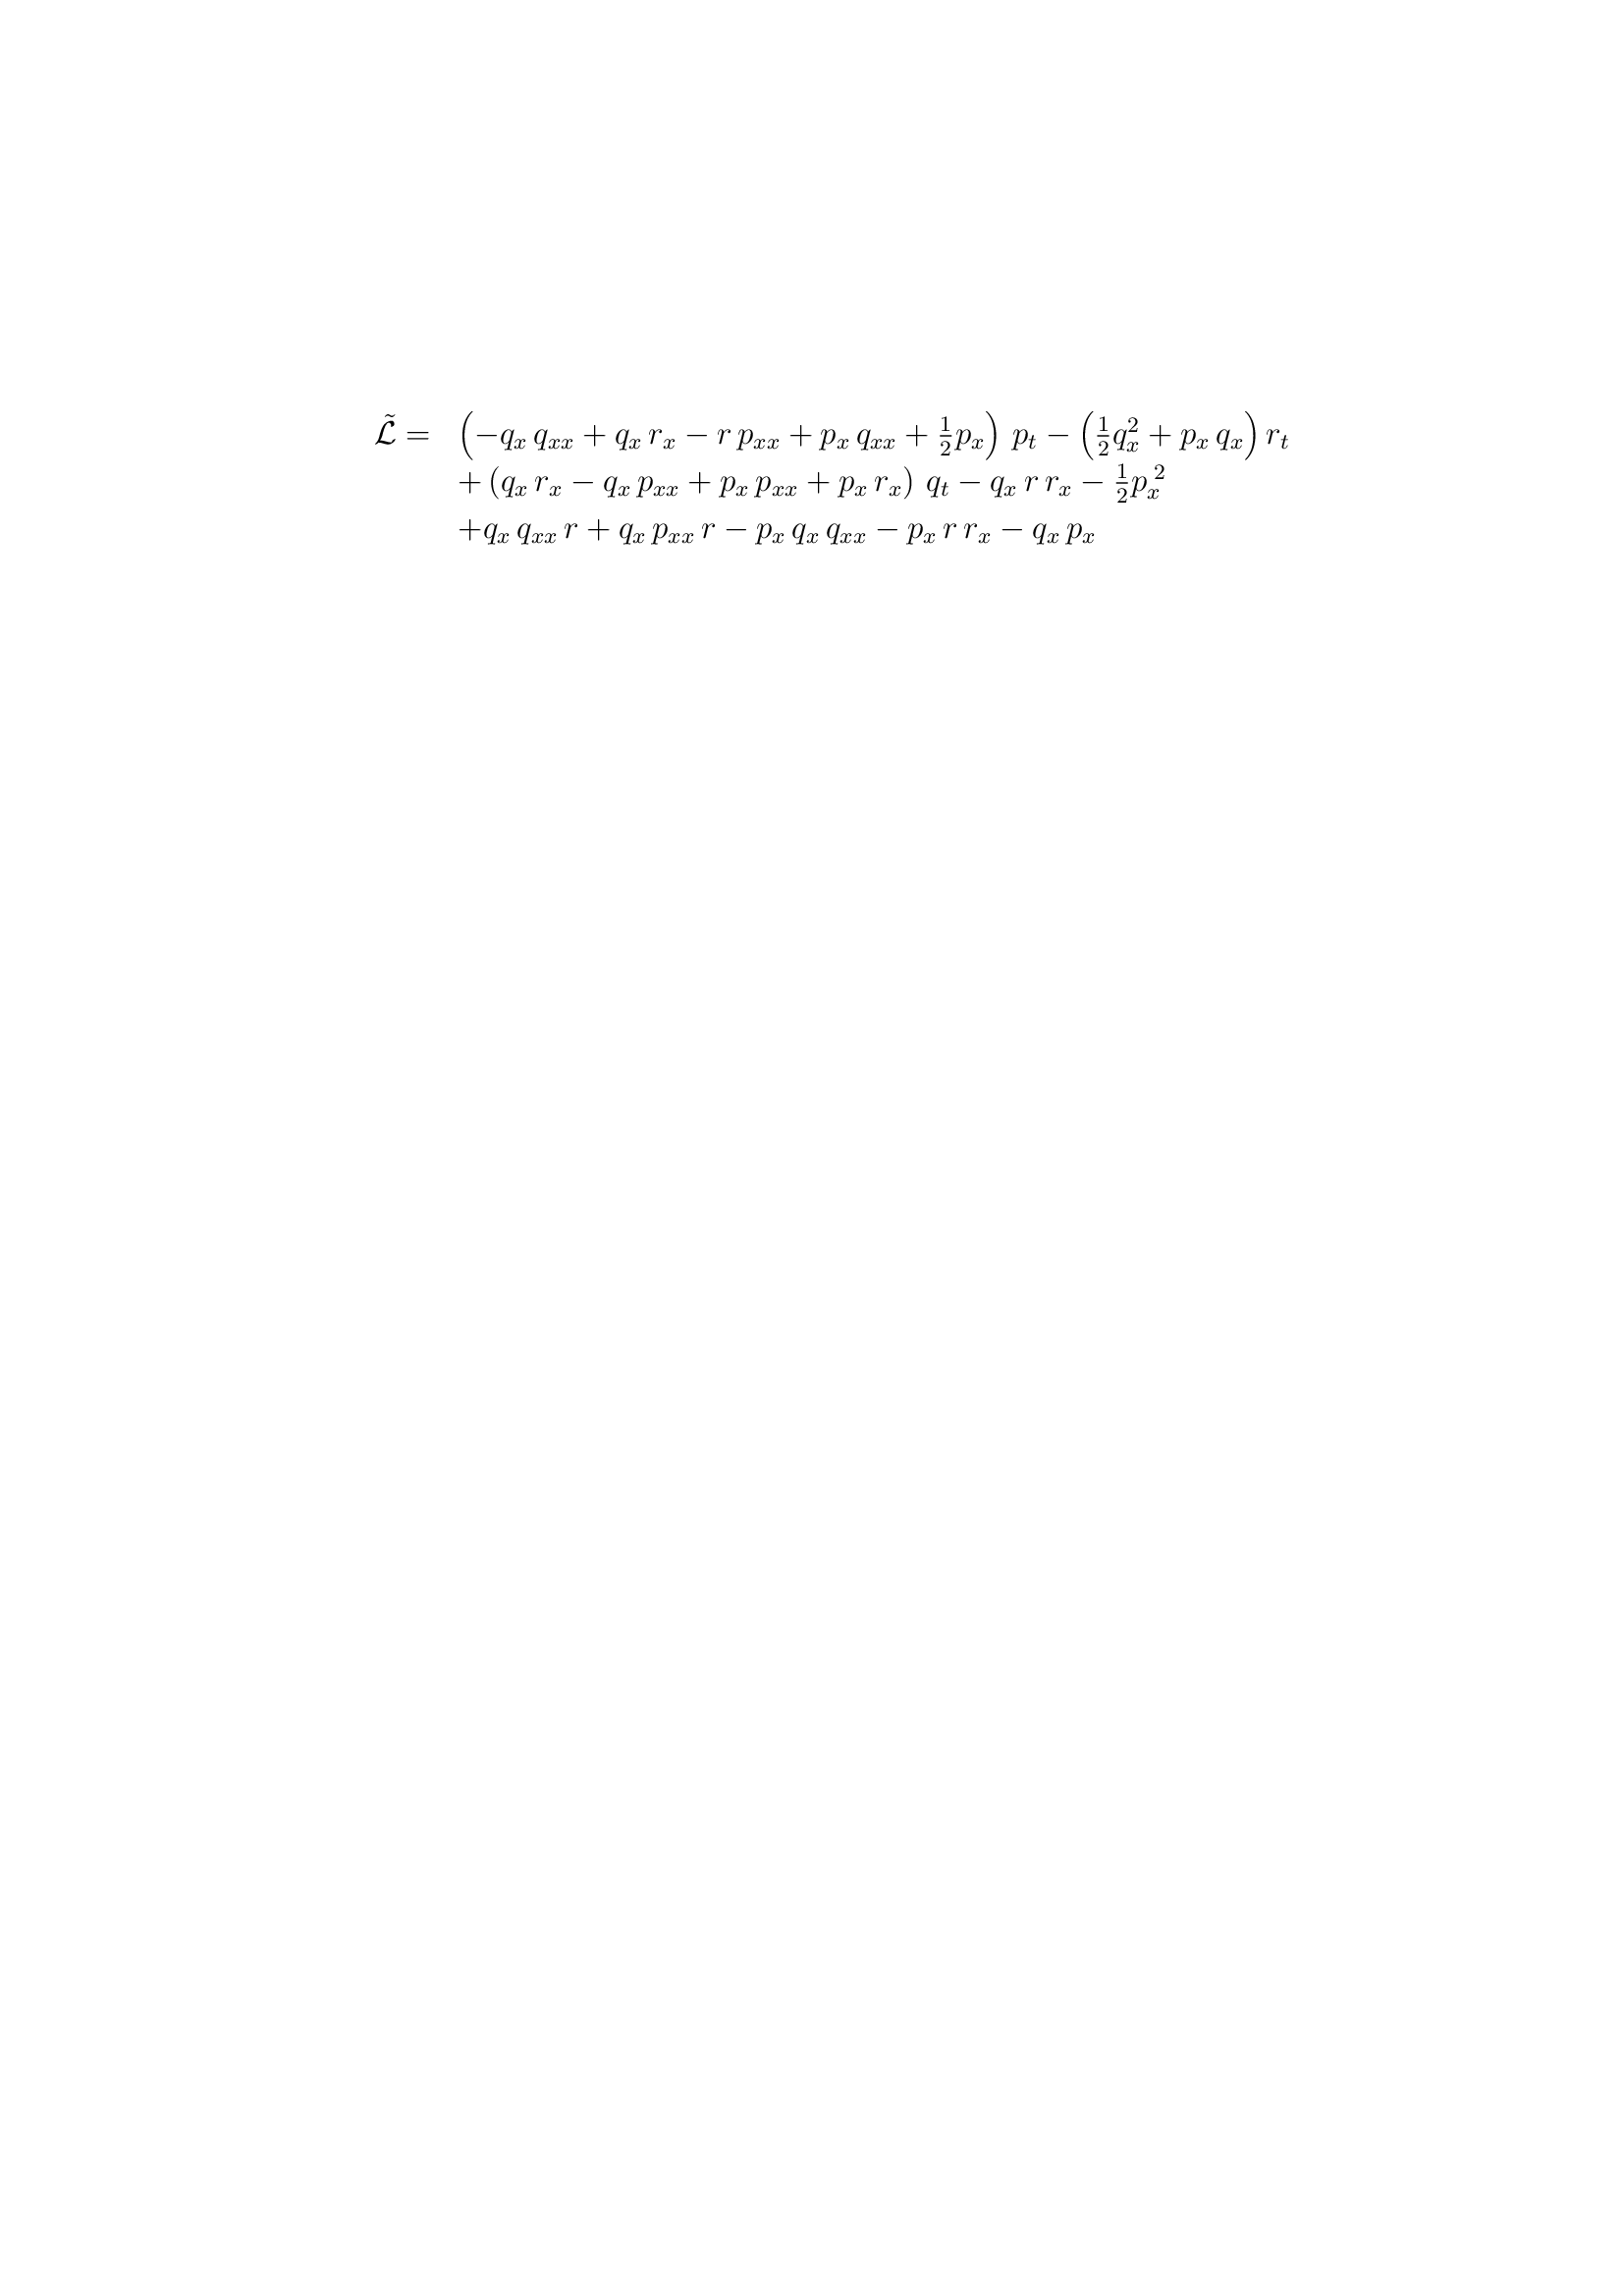 $\tilde{\mathcal{L}} = \left(-q_x\, q_{xx} + q_x\, r_x - r\, p_{xx} + p_x\, q_{xx} + \frac{1}{2} p_x\right)\, p_t - \left(\frac{1}{2} q_x^2 + p_x\, q_x\right) r_t$
$+ \left(q_x\, r_x - q_x\, p_{xx} + p_x\, p_{xx} + p_x\, r_x\right)\, q_t - q_x\, r\, r_x - \frac{1}{2} p_x^{\,2}$
$+ q_x\, q_{xx}\, r + q_x\, p_{xx}\, r - p_x\, q_x\, q_{xx} - p_x\, r\, r_x - q_x\, p_x$